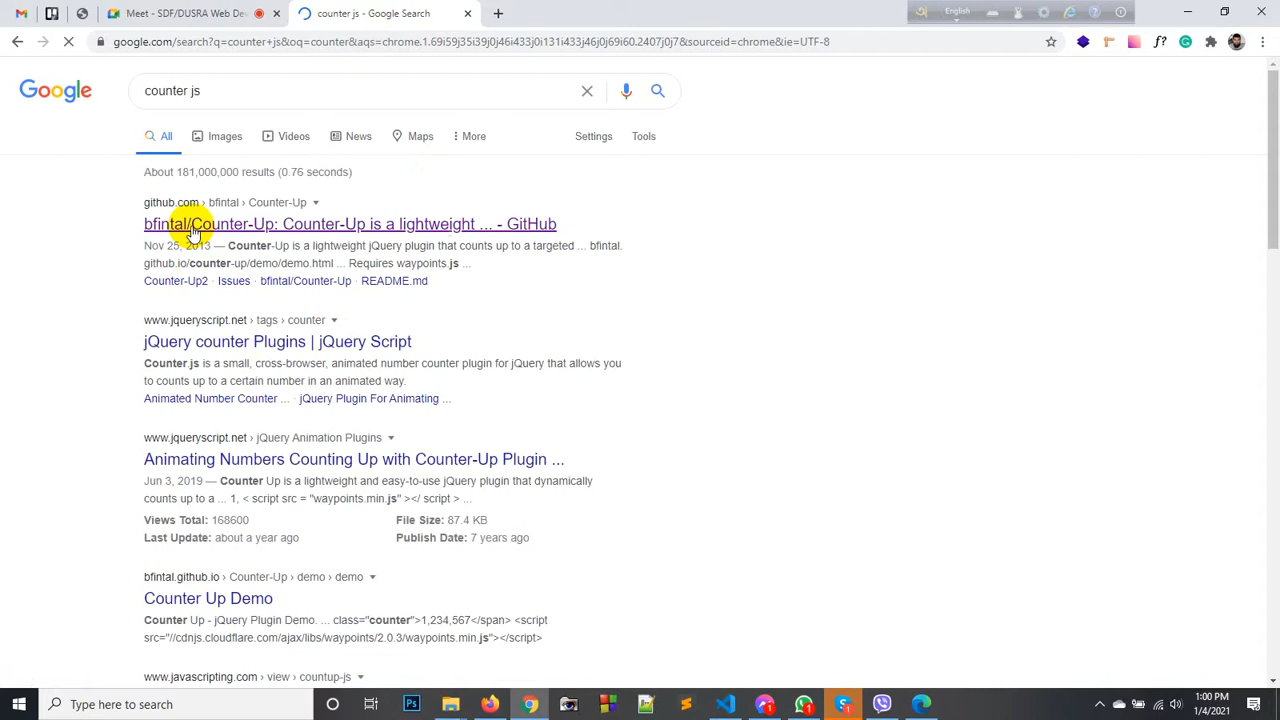 Meet - SDF/DUSRA Web De
counter js - Google Search
English
google.com/search?q=counter+js&oq=counter&aqs=chrome.1.69i59j35i39j0j46i433j0i131i433j46j0j69i60.2407j0j7&sourceid=chrome&ie=UTF-8
Google
counter js
All
Images
Videos
News
Maps
More
Settings
Tools
About 181,000,000 results (0.76 seconds)
github.com › bfintal › Counter-Up
bfintal/Counter-Up: Counter-Up is a lightweight ... - GitHub
Nov 25, 2013 — Counter-Up is a lightweight jQuery plugin that counts up to a targeted ... bfintal.
github.io/counter-up/demo/demo.html ... Requires waypoints.js ...
Counter-Up2 · Issues · bfintal/Counter-Up · README.md
www.jqueryscript.net › tags › counter
jQuery counter Plugins | jQuery Script
Counter.js is a small, cross-browser, animated number counter plugin for jQuery that allows you
to counts up to a certain number in an animated way.
Animated Number Counter ... · jQuery Plugin For Animating ...
www.jqueryscript.net › jQuery Animation Plugins
Animating Numbers Counting Up with Counter-Up Plugin ...
Jun 3, 2019 — Counter Up is a lightweight and easy-to-use jQuery plugin that dynamically
counts up to a ... 1, < script src = "waypoints.min.js" ></ script > ...
Views Total: 168600
File Size: 87.4 KB
Last Update: about a year ago
Publish Date: 7 years ago
bfintal.github.io › Counter-Up › demo › demo
Counter Up Demo
Counter Up - jQuery Plugin Demo. ... class="counter">1,234,567</span> <script
src="//cdnjs.cloudflare.com/ajax/libs/waypoints/2.0.3/waypoints.min.js"></script>
www.javascripting.com › view › countup-js
Type here to search
1:00 PM
1/4/2021